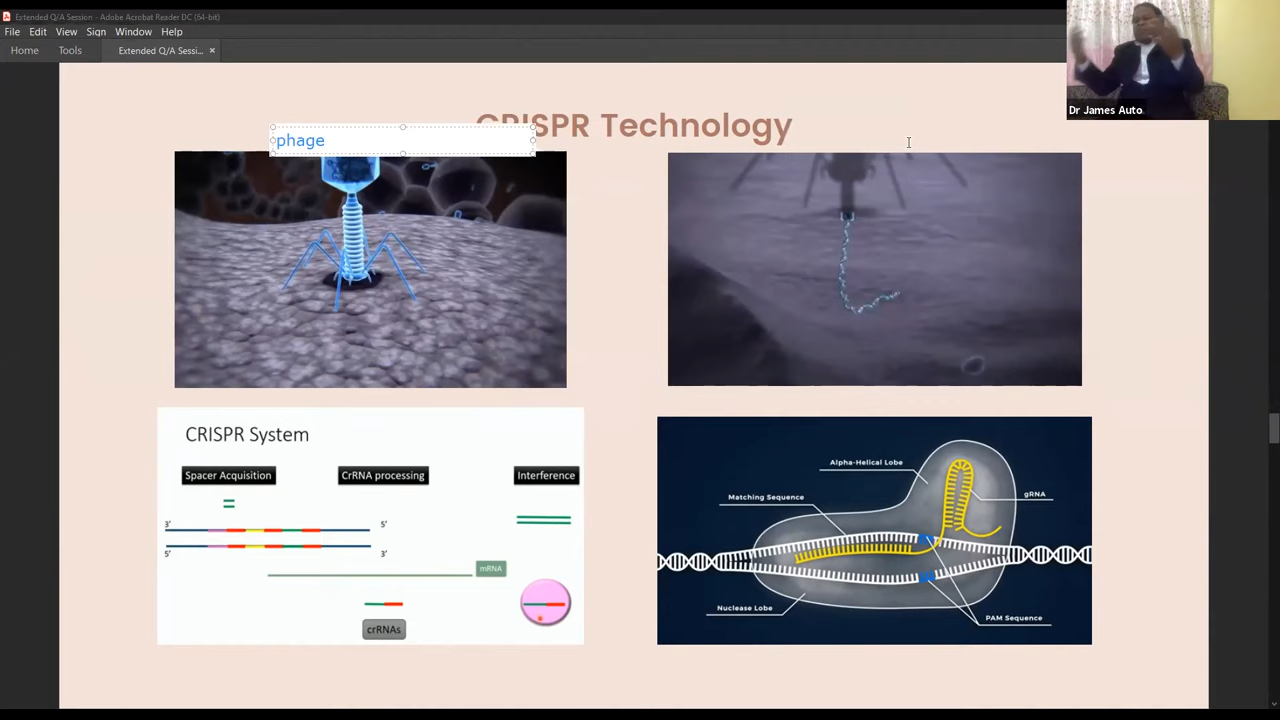 Extended Q/A Session - Adobe Acrobat Reader DC (64-bit)
File Edit View Sign Window Help
Home Tools Extended Q/A Sessi... ×
Dr James Auto
CRISPR Technology
phage
CRISPR System
Spacer Acquisition CrRNA processing Interference
3' 5'
5' 3'
mRNA
crRNAs
Alpha-Helical Lobe
gRNA
Matching Sequence
Nuclease Lobe
PAM Sequence